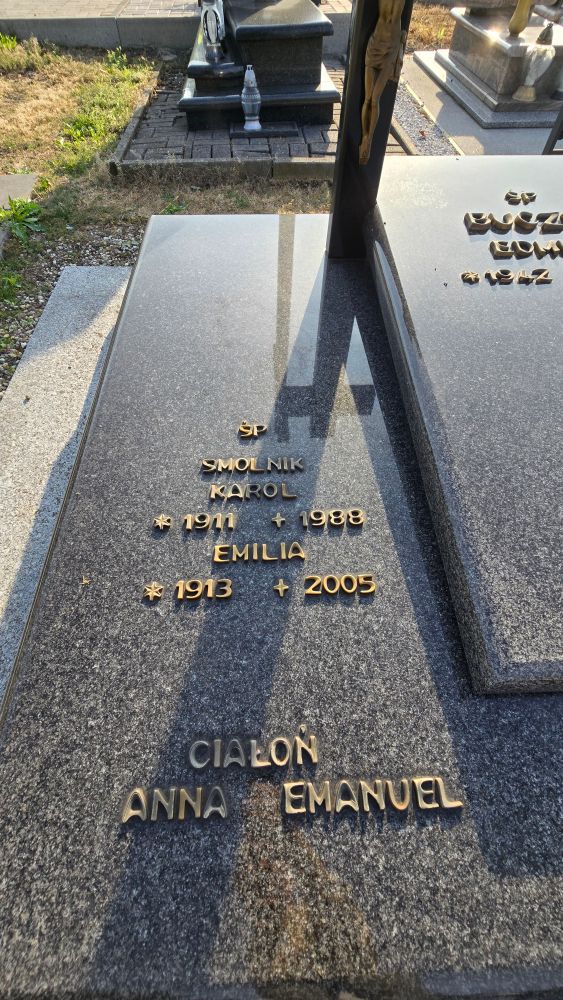 ŚP
SMOLNIK
KAROL
* 1911 + 1988
EMILIA
* 1913 + 2005
CIAŁOŃ
ANNA EMANUEL
ŚP
* 1942